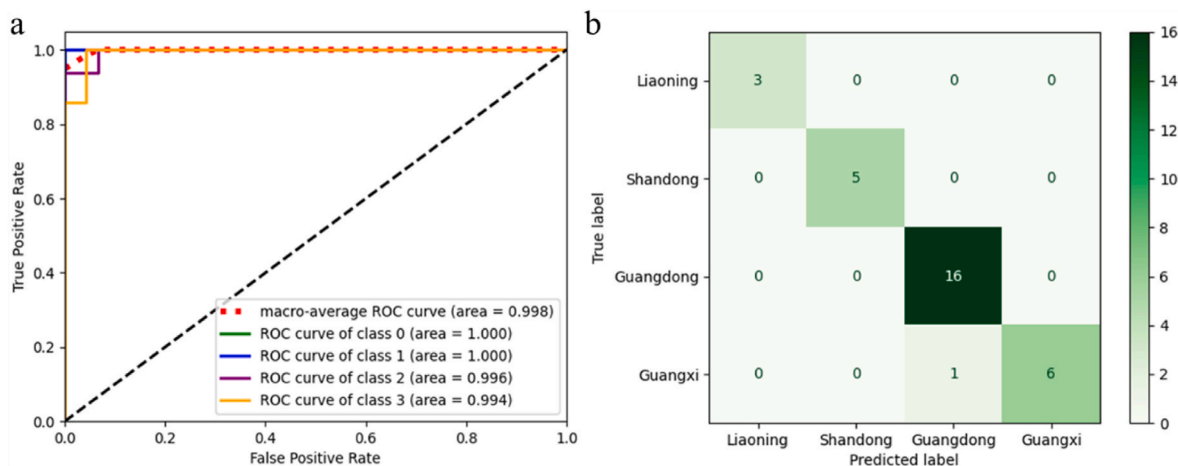 a
1.0
0.8
0.6
0.4
0.2
0.0
True Positive Rate
macro-average ROC curve (area = 0.998)
ROC curve of class 0 (area = 1.000)
ROC curve of class 1 (area = 1.000)
ROC curve of class 2 (area = 0.996)
ROC curve of class 3 (area = 0.994)
0.0 0.2 0.4 0.6 0.8 1.0
False Positive Rate
b
True label
Liaoning 3 0 0 0
Shandong 0 5 0 0
Guangdong 0 0 16 0
Guangxi 0 0 1 6
Liaoning Shandong Guangdong Guangxi
Predicted label
16
14
12
10
8
6
4
2
0